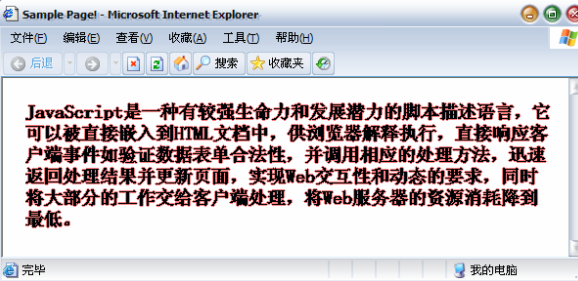 Sample Page! - Microsoft Internet Explorer
文件(F) 编辑(E) 查看(V) 收藏(A) 工具(T) 帮助(H)
后退 搜索 收藏夹
JavaScript是一种有较强生命力和发展潜力的脚本描述语言，它
可以被直接嵌入到HTML文档中，供浏览器解释执行，直接响应客
户端事件如验证数据表单合法性，并调用相应的处理方法，迅速
返回处理结果并更新页面，实现Web交互性和动态的要求，同时
将大部分的工作交给客户端处理，将Web服务器的资源消耗降到
最低。
完毕 我的电脑